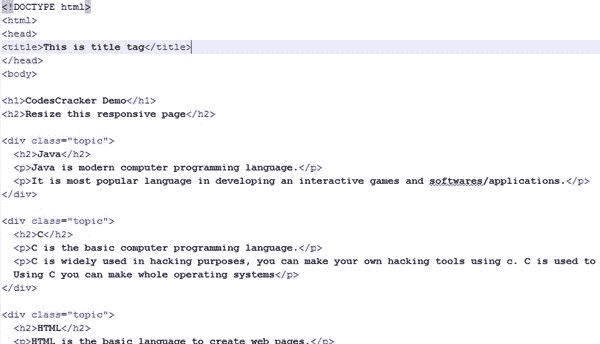 <!DOCTYPE html>
<html>
<head>
<title>This is title tag</title>
</head>
<body>
<h1>CodesCracker Demo</h1>
<h2>Resize this responsive page</h2>
<div class="topic">
<h2>Java</h2>
<p>Java is modern computer programming language.</p>
<p>It is most popular language in developing an interactive games and softwares/applications.</p>
</div>
<div class="topic">
<h2>C</h2>
<p>C is the basic computer programming language.</p>
<p>C is widely used in hacking purposes, you can make your own hacking tools using c. C is used to
Using C you can make whole operating systems</p>
</div>
<div class="topic">
<h2>HTML</h2>
<p>HTML is the basic language to create web pages.</p>